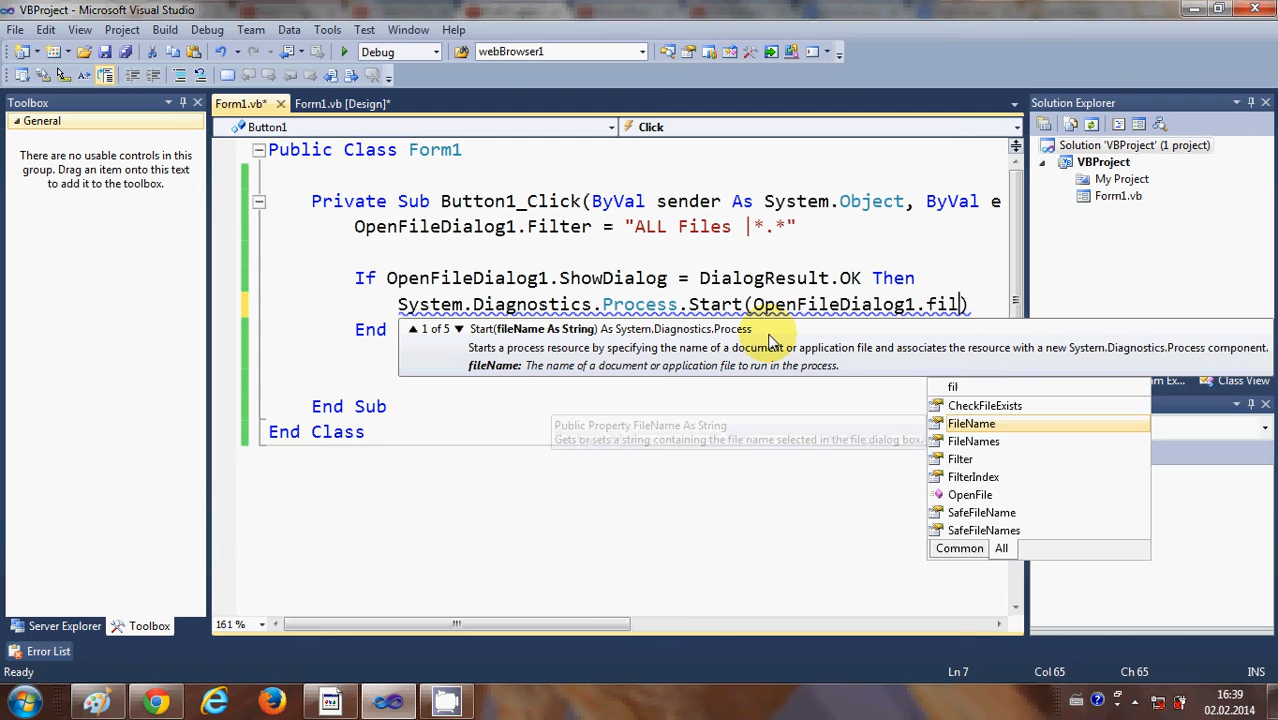 VBProject - Microsoft Visual Studio
File Edit View Project Build Debug Team Data Tools Test Window Help
Debug webBrowser1
Toolbox
General
There are no usable controls in this
group. Drag an item onto this text
to add it to the toolbox.
Server Explorer Toolbox
Form1.vb* Form1.vb [Design]*
Button1 Click
Public Class Form1
Private Sub Button1_Click(ByVal sender As System.Object, ByVal e
OpenFileDialog1.Filter = "ALL Files |*.*"
If OpenFileDialog1.ShowDialog = DialogResult.OK Then
System.Diagnostics.Process.Start(OpenFileDialog1.fil)
End
1 of 5 Start(fileName As String) As System.Diagnostics.Process
Starts a process resource by specifying the name of a document or application file and associates the resource with a new System.Diagnostics.Process component.
fileName: The name of a document or application file to run in the process.
End Sub
End Class
Public Property FileName As String
Gets or sets a string containing the file name selected in the file dialog box.
fil
CheckFileExists
FileName
FileNames
Filter
FilterIndex
OpenFile
SafeFileName
SafeFileNames
Common All
161 %
Solution Explorer
Solution 'VBProject' (1 project)
VBProject
My Project
Form1.vb
Class View
Error List
Ready Ln 7 Col 65 Ch 65 INS
16:39
02.02.2014